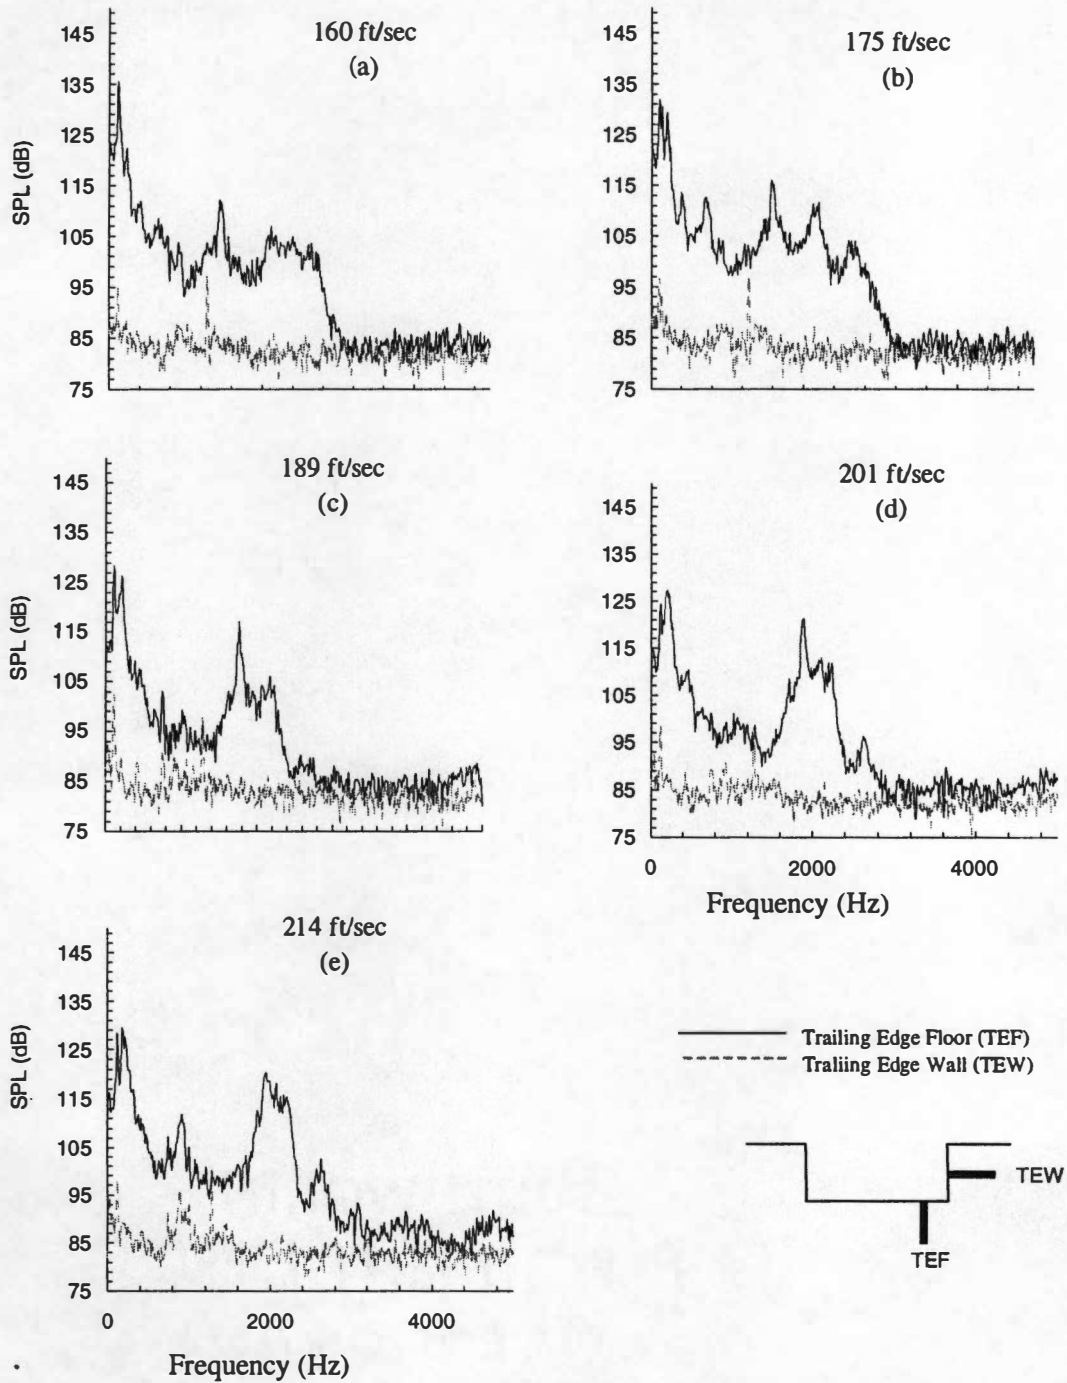 160 ft/sec
(a)
145
135
125
115
105
95
85
75
SPL (dB)
175 ft/sec
(b)
145
135
125
115
105
95
85
75
189 ft/sec
(c)
145
135
125
115
105
95
85
75
SPL (dB)
201 ft/sec
(d)
145
135
125
115
105
95
85
75
0 2000 4000
Frequency (Hz)
214 ft/sec
(e)
145
135
125
115
105
95
85
75
SPL (dB)
0 2000 4000
Frequency (Hz)
Trailing Edge Floor (TEF)
Traliing Edge Wall (TEW)
TEW
TEF